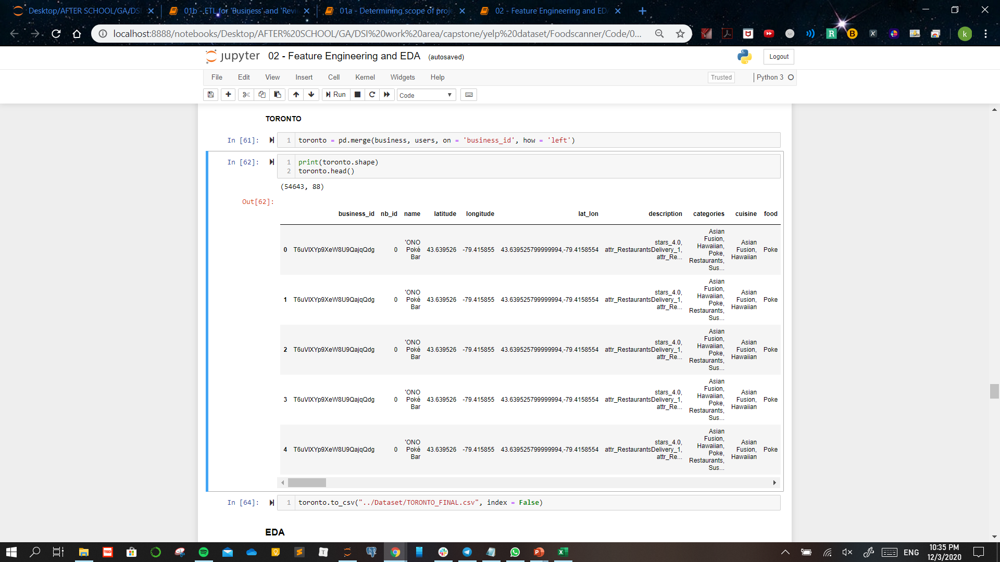 Desktop/AFTER SCHOOL/GA/DSI
01b - ETL for 'Business' and 'Revi
01a - Determining scope of proje
02 - Feature Engineering and ED
localhost:8888/notebooks/Desktop/AFTER%20SCHOOL/GA/DSI%20work%20area/capstone/yelp%20dataset/Foodscanner/Code/0...
jupyter 02 - Feature Engineering and EDA (autosaved)
Logout
File Edit View Insert Cell Kernel Widgets Help
Trusted Python 3
Run Code
TORONTO
In [61]: 1 toronto = pd.merge(business, users, on = 'business_id', how = 'left')
In [62]: 1 print(toronto.shape)
2 toronto.head()
(54643, 88)
Out[62]:
business_id nb_id name latitude longitude lat_lon description categories cuisine food
0 T6uVIXYp9XeW8U9QajqQdg 0 'ONO Poké Bar 43.639526 -79.415855 43.639525799999994,-79.4158554 stars_4.0, attr_RestaurantsDelivery_1, attr_Re... Asian Fusion, Hawaiian, Poke, Restaurants, Sus... Asian Fusion, Hawaiian Poke
1 T6uVIXYp9XeW8U9QajqQdg 0 'ONO Poké Bar 43.639526 -79.415855 43.639525799999994,-79.4158554 stars_4.0, attr_RestaurantsDelivery_1, attr_Re... Asian Fusion, Hawaiian, Poke, Restaurants, Sus... Asian Fusion, Hawaiian Poke
2 T6uVIXYp9XeW8U9QajqQdg 0 'ONO Poké Bar 43.639526 -79.415855 43.639525799999994,-79.4158554 stars_4.0, attr_RestaurantsDelivery_1, attr_Re... Asian Fusion, Hawaiian, Poke, Restaurants, Sus... Asian Fusion, Hawaiian Poke
3 T6uVIXYp9XeW8U9QajqQdg 0 'ONO Poké Bar 43.639526 -79.415855 43.639525799999994,-79.4158554 stars_4.0, attr_RestaurantsDelivery_1, attr_Re... Asian Fusion, Hawaiian, Poke, Restaurants, Sus... Asian Fusion, Hawaiian Poke
4 T6uVIXYp9XeW8U9QajqQdg 0 'ONO Poké Bar 43.639526 -79.415855 43.639525799999994,-79.4158554 stars_4.0, attr_RestaurantsDelivery_1, attr_Re... Asian Fusion, Hawaiian, Poke, Restaurants, Sus... Asian Fusion, Hawaiian Poke
In [64]: 1 toronto.to_csv("../Dataset/TORONTO_FINAL.csv", index = False)
EDA
ENG
10:35 PM
12/3/2020